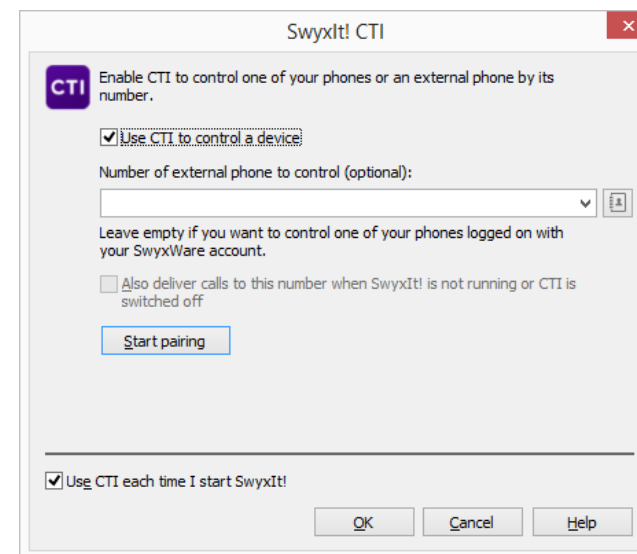 SwyxIt! CTI
CTI
Enable CTI to control one of your phones or an external phone by its
number.
Use CTI to control a device
Number of external phone to control (optional):
Leave empty if you want to control one of your phones logged on with
your SwyxWare account.
Also deliver calls to this number when SwyxIt! is not running or CTI is
switched off
Start pairing
Use CTI each time I start SwyxIt!
OK Cancel Help